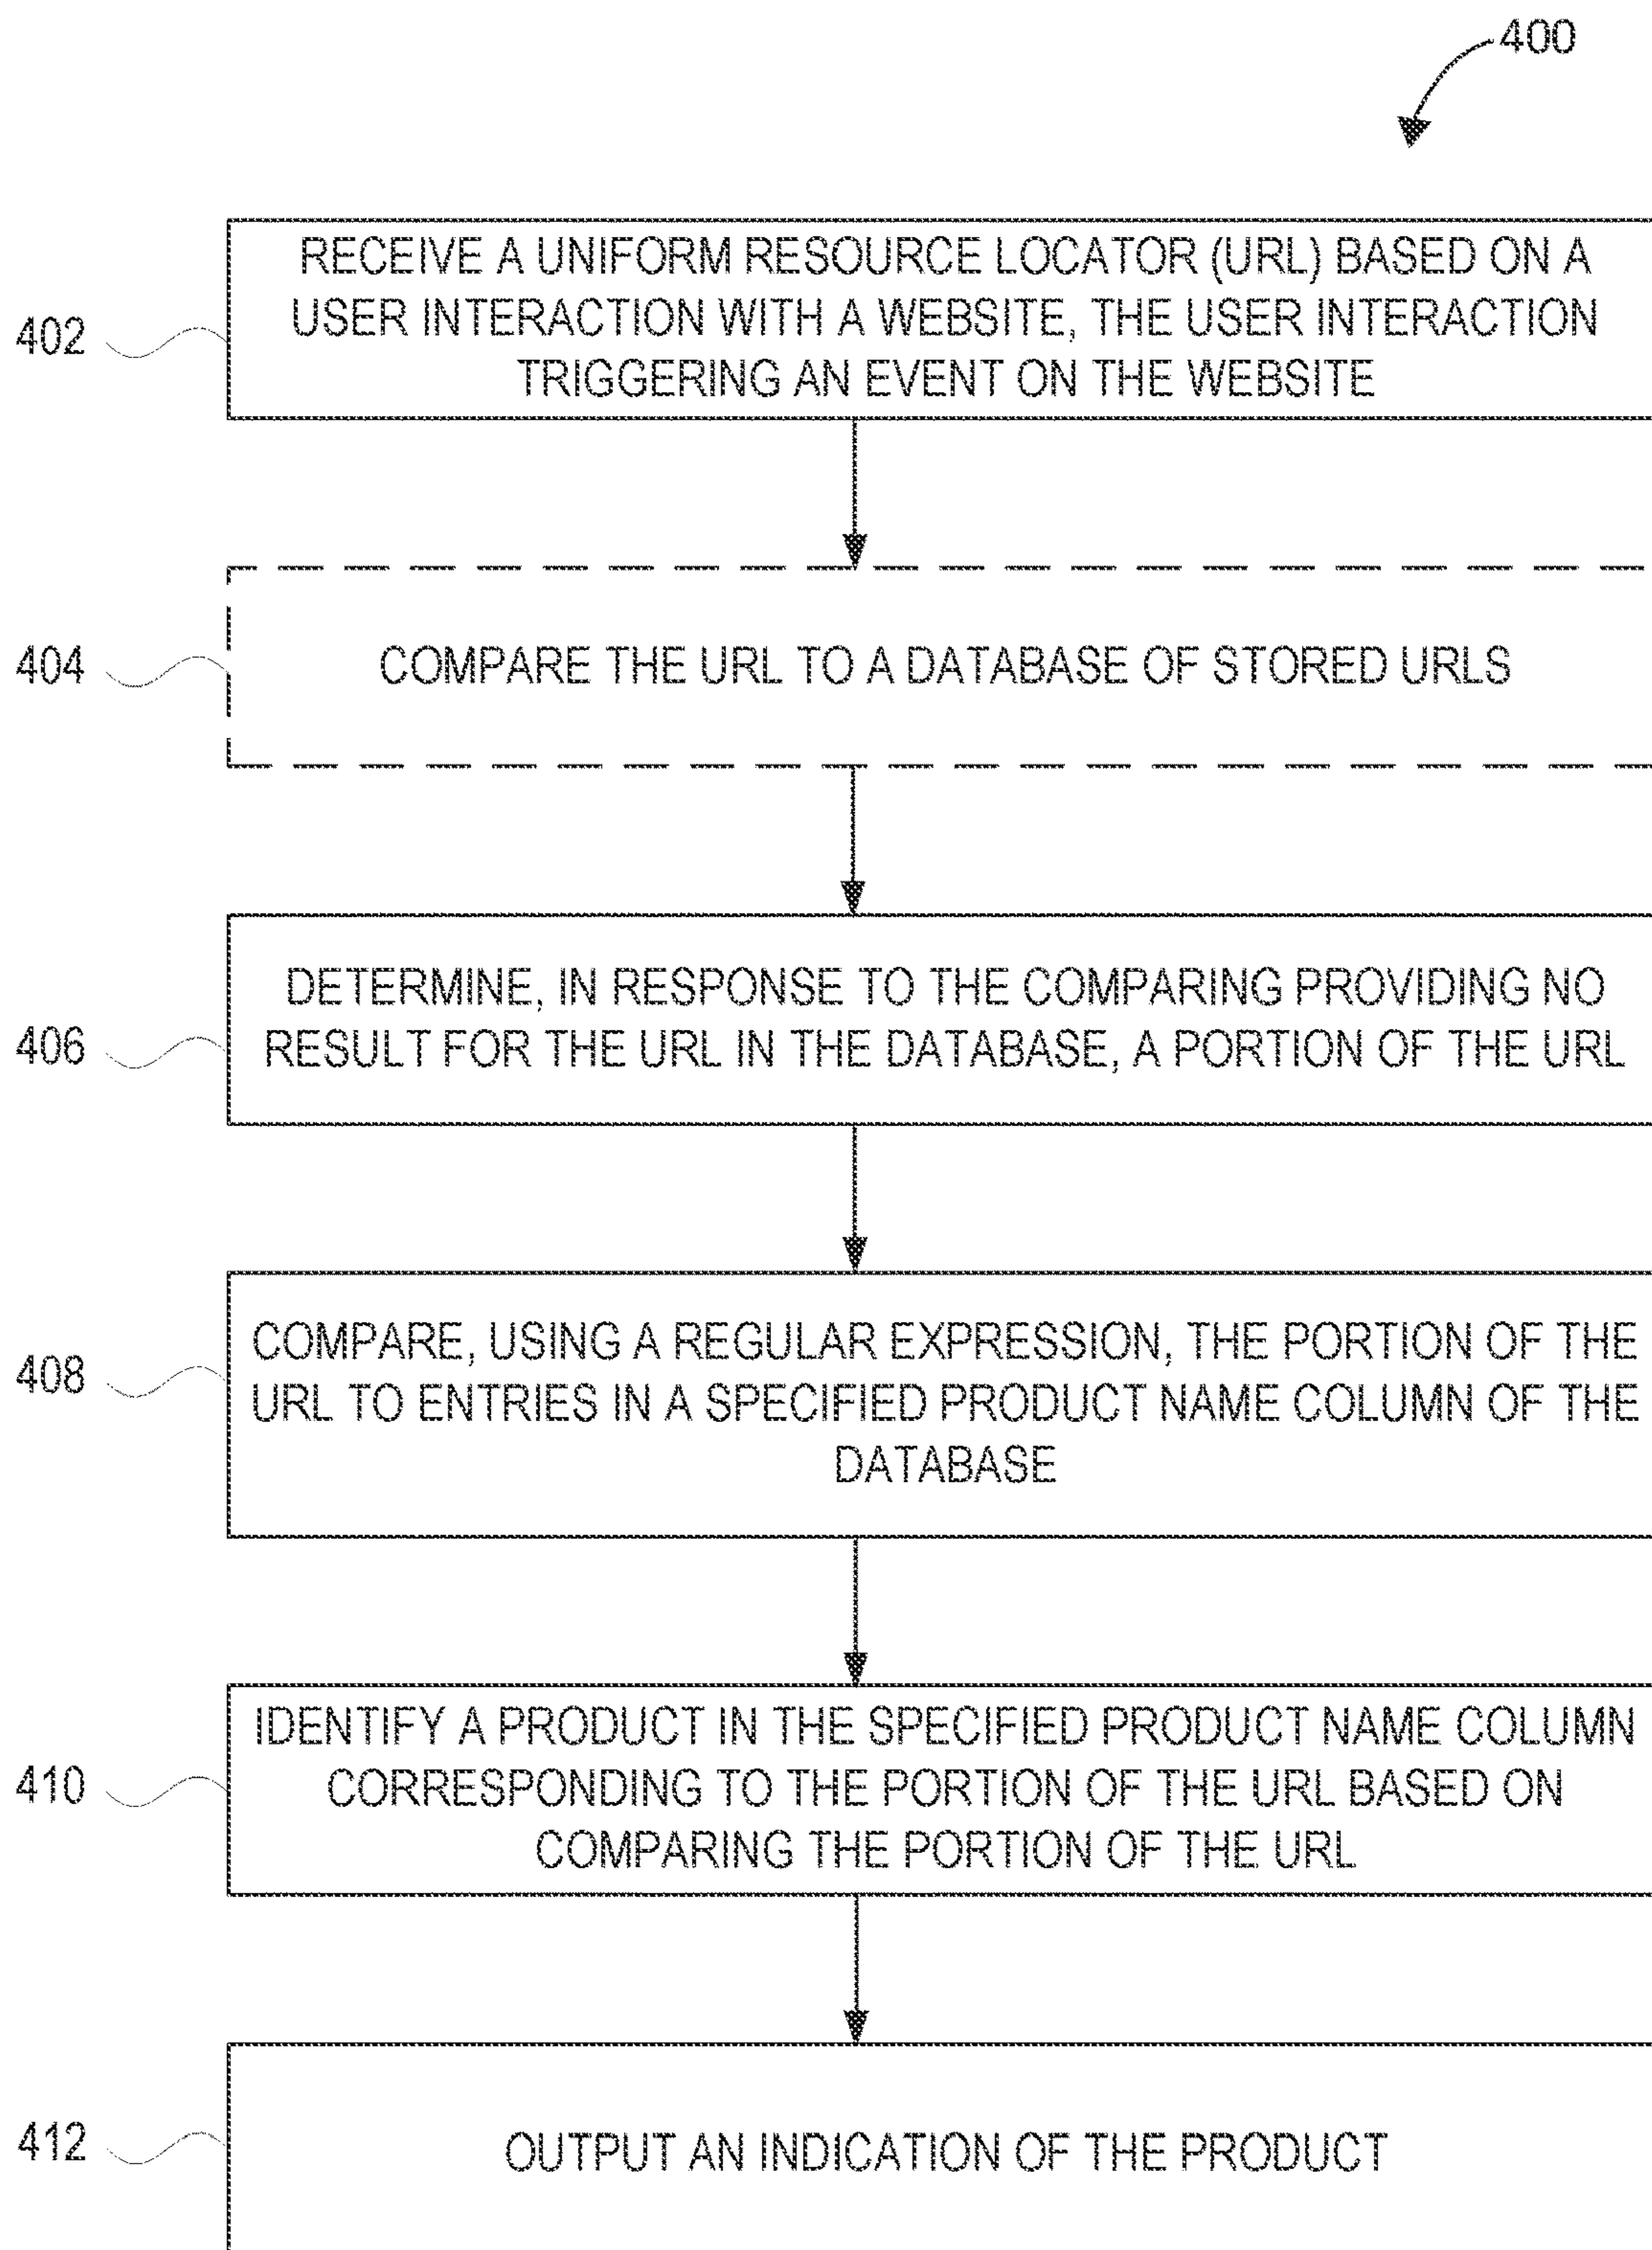 400
RECEIVE A UNIFORM RESOURCE LOCATOR (URL) BASED ON A
USER INTERACTION WITH A WEBSITE, THE USER INTERACTION
TRIGGERING AN EVENT ON THE WEBSITE
402
COMPARE THE URL TO A DATABASE OF STORED URLS
404
DETERMINE, IN RESPONSE TO THE COMPARING PROVIDING NO
RESULT FOR THE URL IN THE DATABASE, A PORTION OF THE URL
406
COMPARE, USING A REGULAR EXPRESSION, THE PORTION OF THE
URL TO ENTRIES IN A SPECIFIED PRODUCT NAME COLUMN OF THE
DATABASE
408
IDENTIFY A PRODUCT IN THE SPECIFIED PRODUCT NAME COLUMN
CORRESPONDING TO THE PORTION OF THE URL BASED ON
COMPARING THE PORTION OF THE URL
410
OUTPUT AN INDICATION OF THE PRODUCT
412